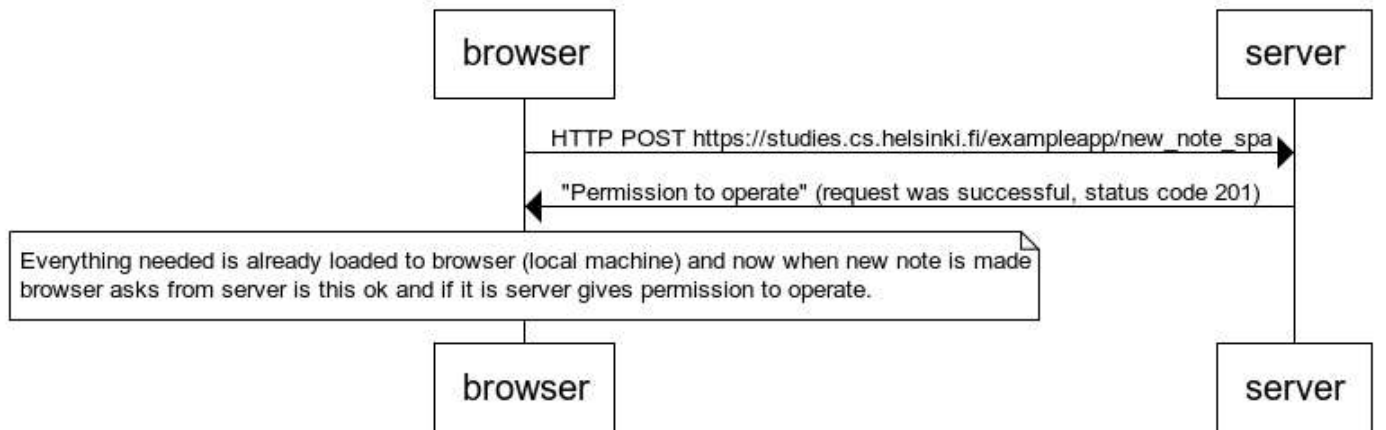 browser
server
HTTP POST https://studies.cs.helsinki.fi/exampleapp/new_note_spa
"Permission to operate" (request was successful, status code 201)
Everything needed is already loaded to browser (local machine) and now when new note is made
browser asks from server is this ok and if it is server gives permission to operate.
browser
server